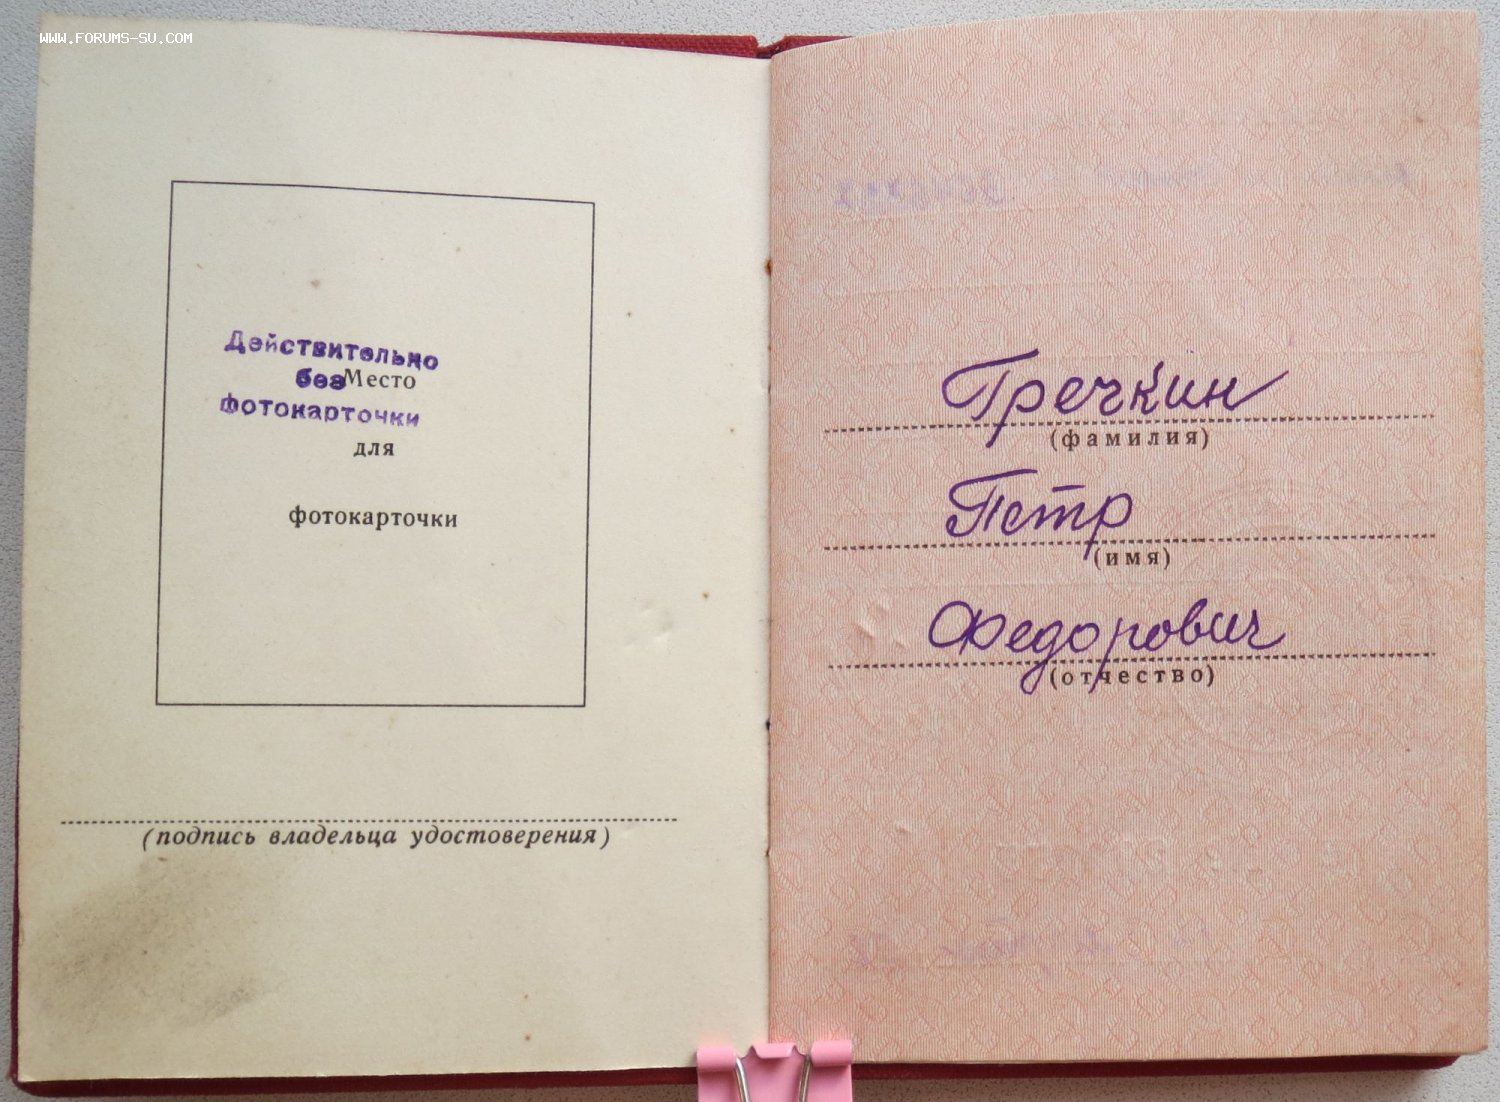 WWW.FORUMS-SU.COM
Действительно
без
Место
фотокарточки
для
фотокарточки
(подпись владельца удостоверения)
Гречкин
(фамилия)
Петр
(имя)
Федорович
(отчество)